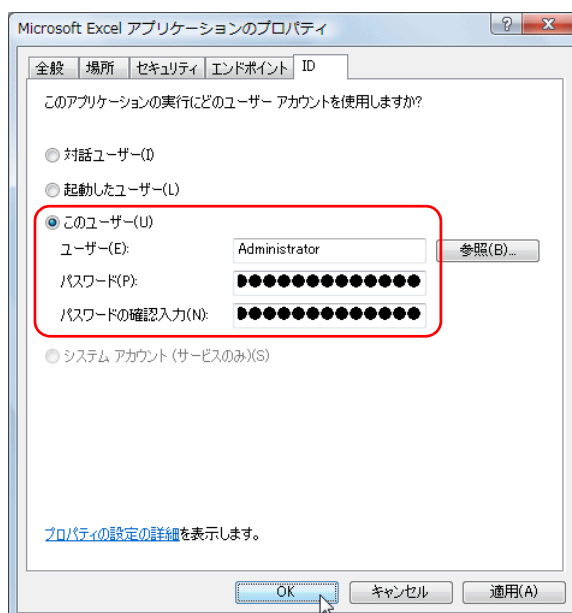 Microsoft Excel アプリケーションのプロパティ
全般 場所 セキュリティ エンドポイント ID
このアプリケーションの実行にどのユーザー アカウントを使用しますか?
対話ユーザー(I)
起動したユーザー(L)
このユーザー(U)
ユーザー(E): Administrator 参照(B)...
パスワード(P): ●●●●●●●●●●●●●
パスワードの確認入力(N): ●●●●●●●●●●●●●
システム アカウント (サービスのみ)(S)
プロパティの設定の詳細を表示します。
OK キャンセル 適用(A)